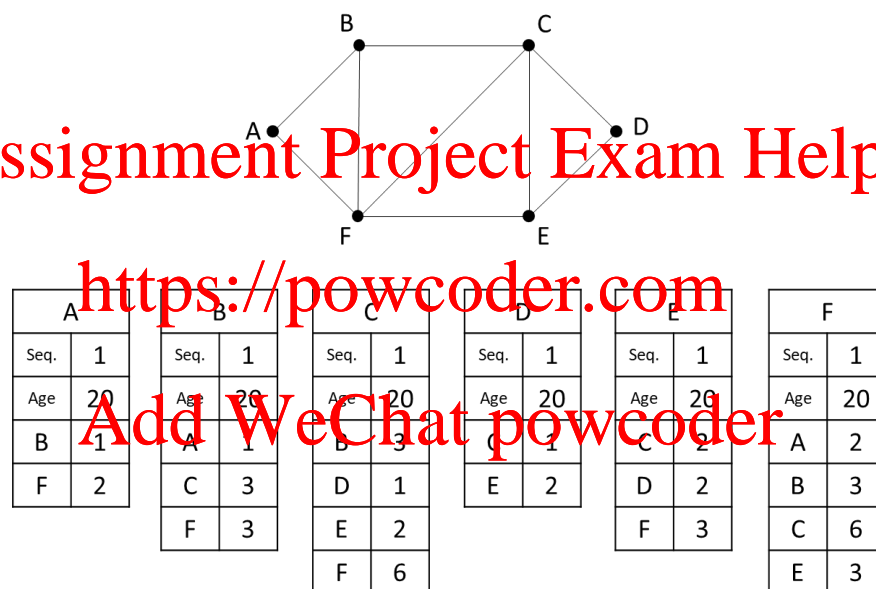 B C
A D
ssignment Project Exam Help
F E
https://powcoder.com
A B C D E F
Seq. 1 Seq. 1 Seq. 1 Seq. 1 Seq. 1 Seq. 1
Age 20 Age 20 Age 20 Age 20 Age 20 Age 20
Add WeChat powcoder
B 1 A 1 B 3 C 1 C 2 A 2
F 2 C 3 D 1 E 2 D 2 B 3
F 3 E 2 F 3 C 6
F 6 E 3